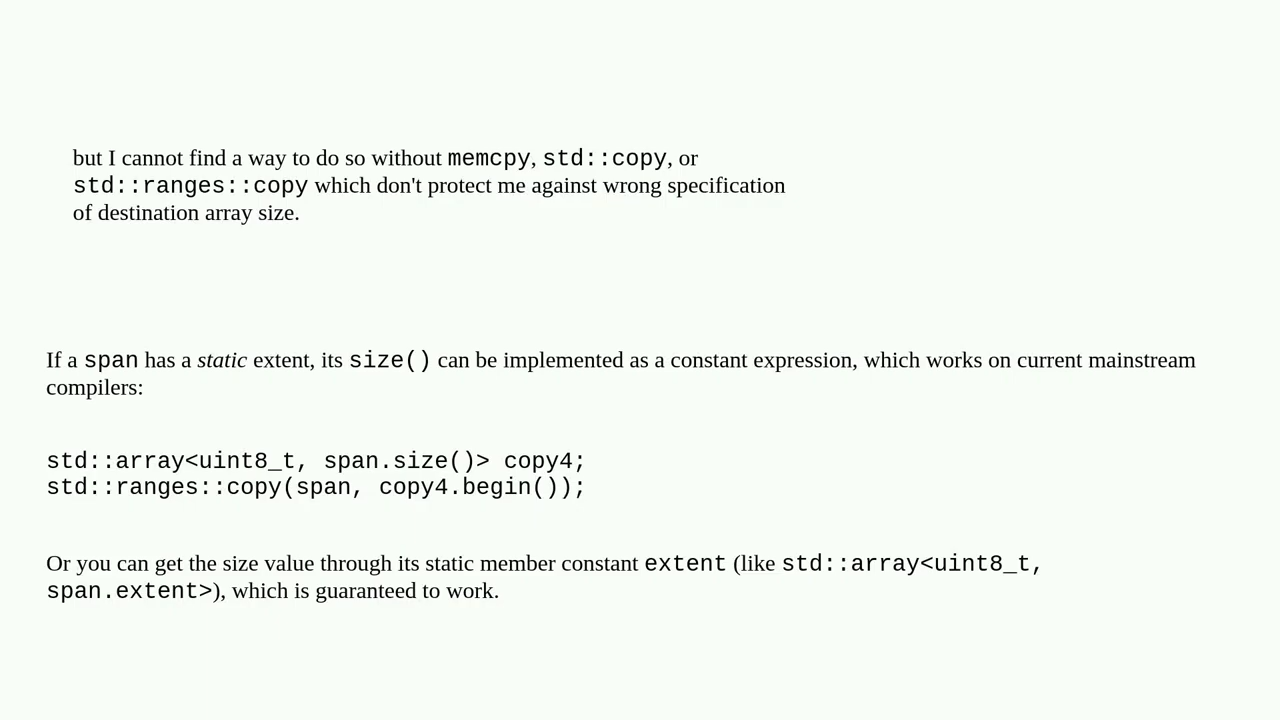 but I cannot find a way to do so without memcpy, std::copy, or
std::ranges::copy which don't protect me against wrong specification
of destination array size.
If a span has a static extent, its size() can be implemented as a constant expression, which works on current mainstream
compilers:
std::array<uint8_t, span.size()> copy4;
std::ranges::copy(span, copy4.begin());
Or you can get the size value through its static member constant extent (like std::array<uint8_t,
span.extent>), which is guaranteed to work.